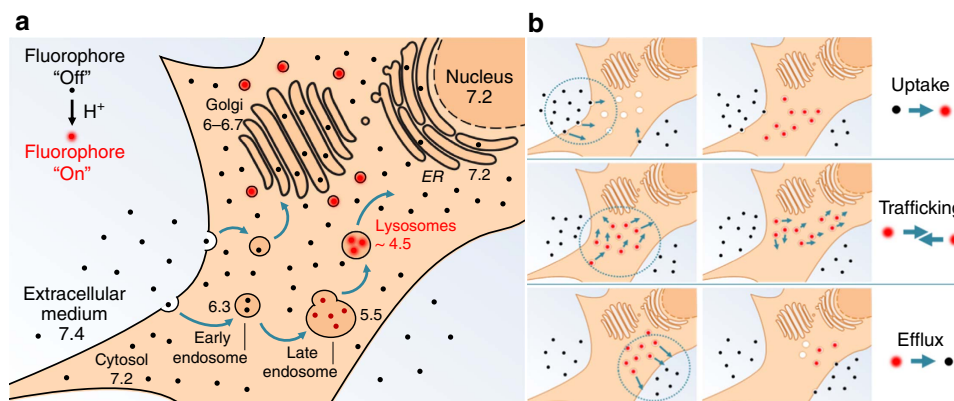 a
Fluorophore
“Off”
H+
Fluorophore
“On”
Golgi
6–6.7
Nucleus
7.2
ER
7.2
Lysosomes
~ 4.5
Extracellular
medium
7.4
6.3
5.5
Early
endosome
Late
endosome
Cytosol
7.2
b
Uptake
Trafficking
Efflux